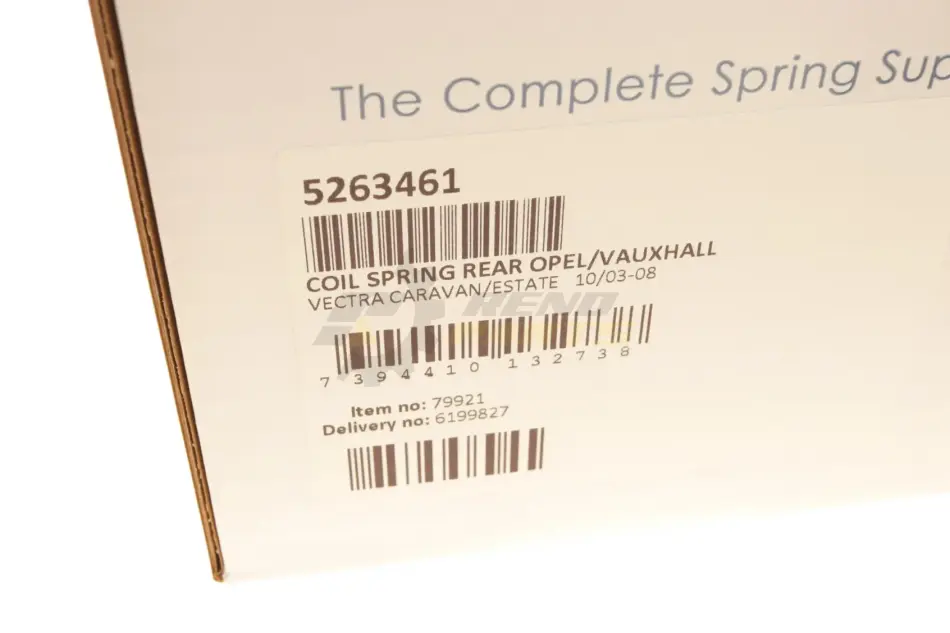 The Complete Spring Sup
5263461
COIL SPRING REAR OPEL/VAUXHALL
VECTRA CARAVAN/ESTATE 10/03-08
RENO
7 394410 132738
Item no: 79921
Delivery no: 6199827